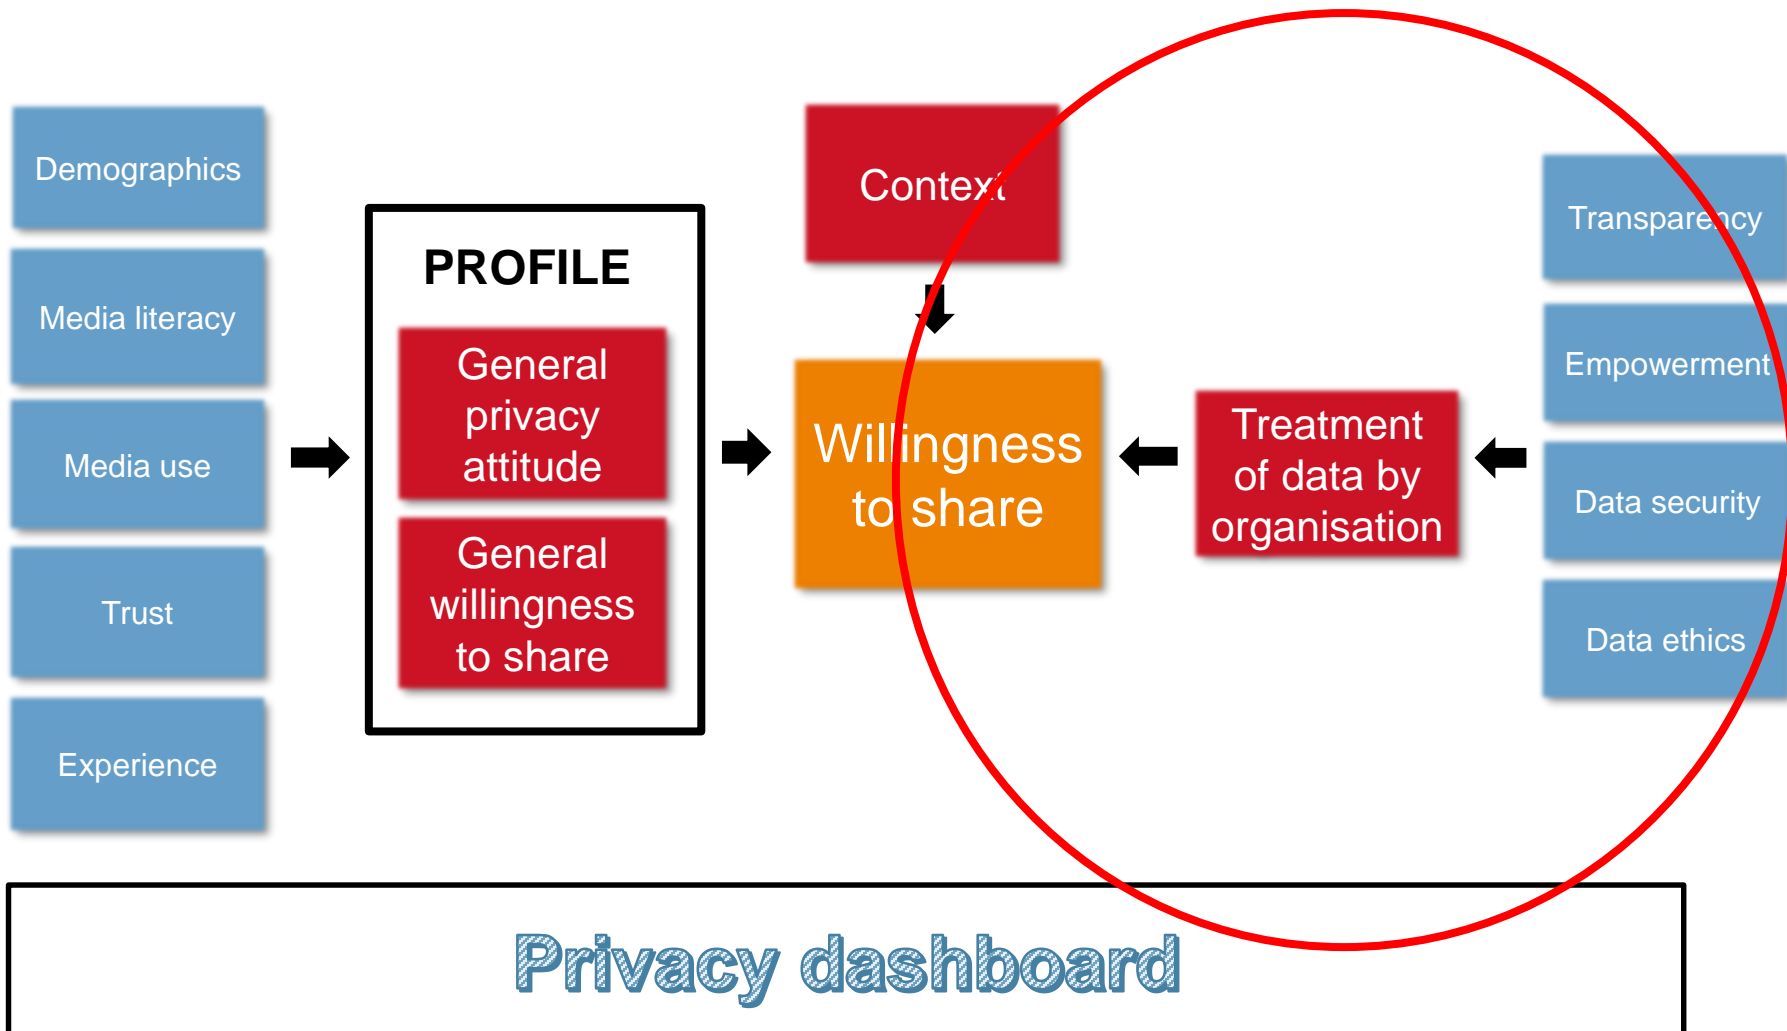 Demographics
Media literacy
Media use
Trust
Experience
PROFILE
General
privacy
attitude
General
willingness
to share
Context
Willingness
to share
Treatment
of data by
organisation
Transparency
Empowerment
Data security
Data ethics
Privacy dashboard